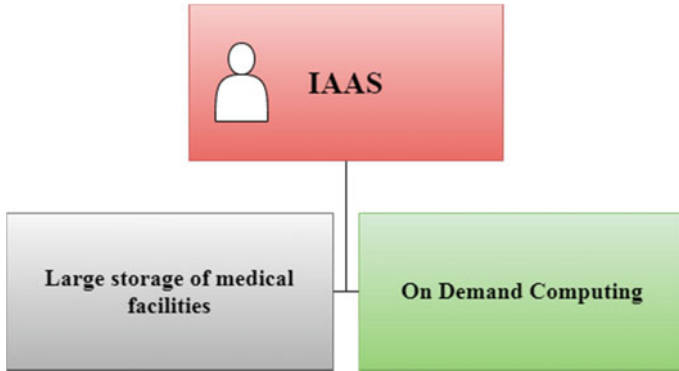 IAAS
Large storage of medical
facilities
On Demand Computing